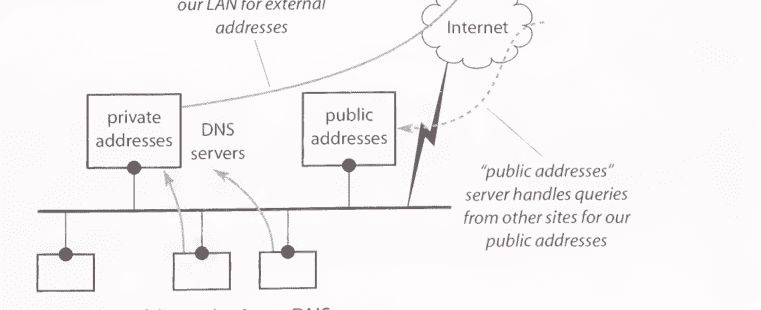 our LAN for external
addresses
Internet
private
addresses
DNS
servers
public
addresses
"public addresses"
server handles queries
from other sites for our
public addresses
DNS